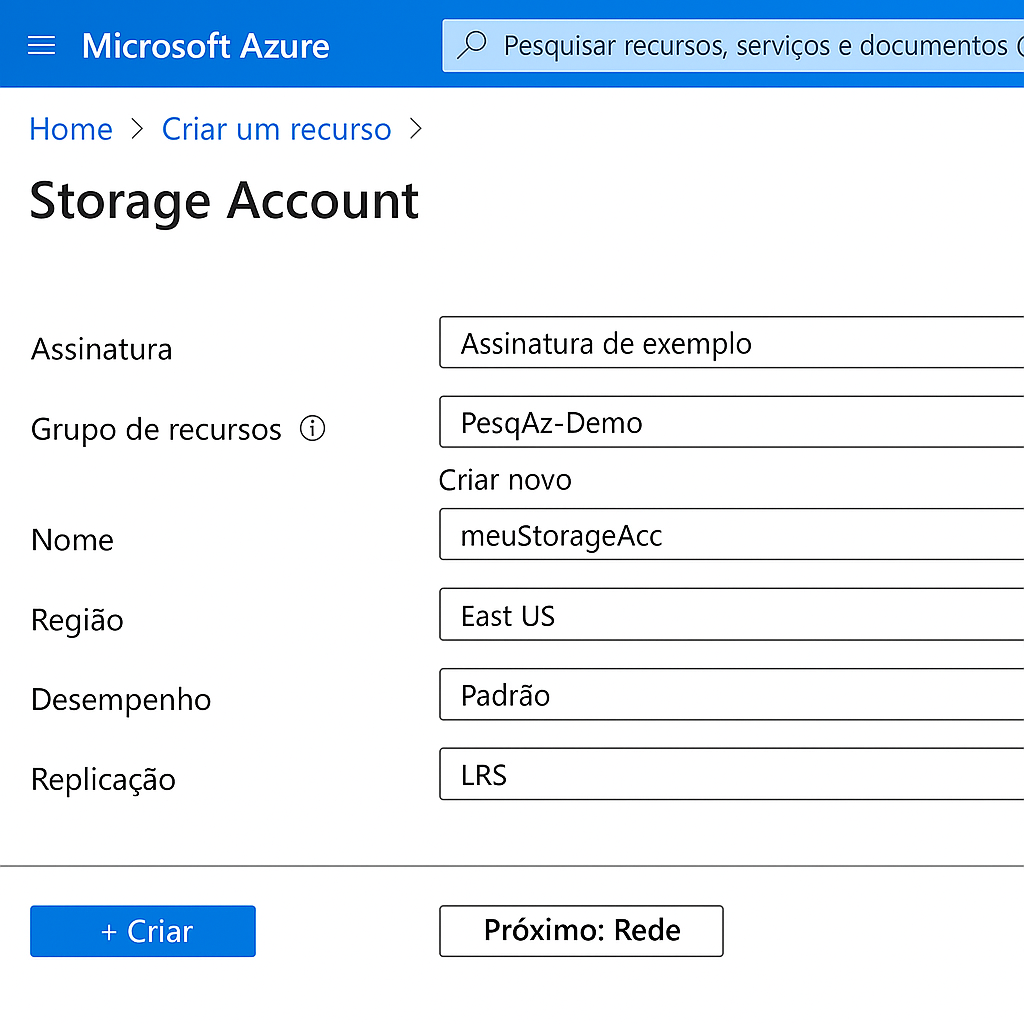 Microsoft Azure
Pesquisar recursos, serviços e documentos (
Home > Criar um recurso >
Storage Account
Assinatura
Assinatura de exemplo
Grupo de recursos
PesqAz-Demo
Criar novo
Nome
meuStorageAcc
Região
East US
Desempenho
Padrão
Replicação
LRS
+ Criar
Próximo: Rede